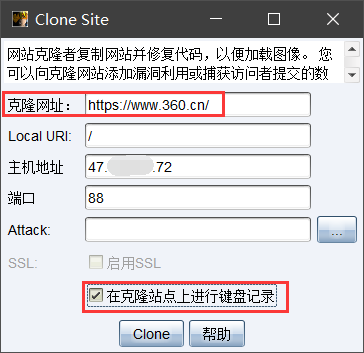 Clone Site
网站克隆者复制网站并修复代码，以便加载图像。 您
可以向克隆网站添加漏洞利用或捕获访问者提交的数
克隆网址： https://www.360.cn/
Local URI: /
主机地址 47. .72
端口 88
Attack: ...
SSL: 启用SSL
在克隆站点上进行键盘记录
Clone 帮助